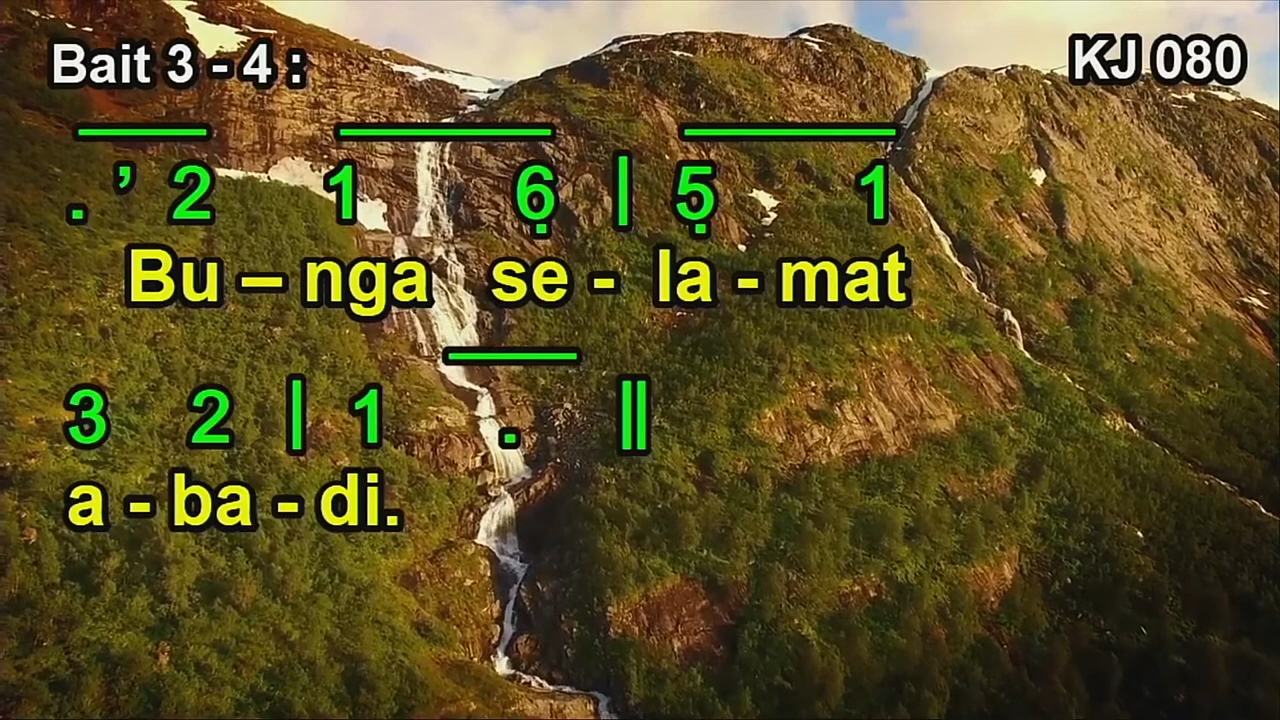 Bait 3 - 4 : KJ 080
. ’ 2 1 6̣ | 5̣ 1
Bu – nga se - la - mat
3 2 | 1 . ||
a - ba - di.